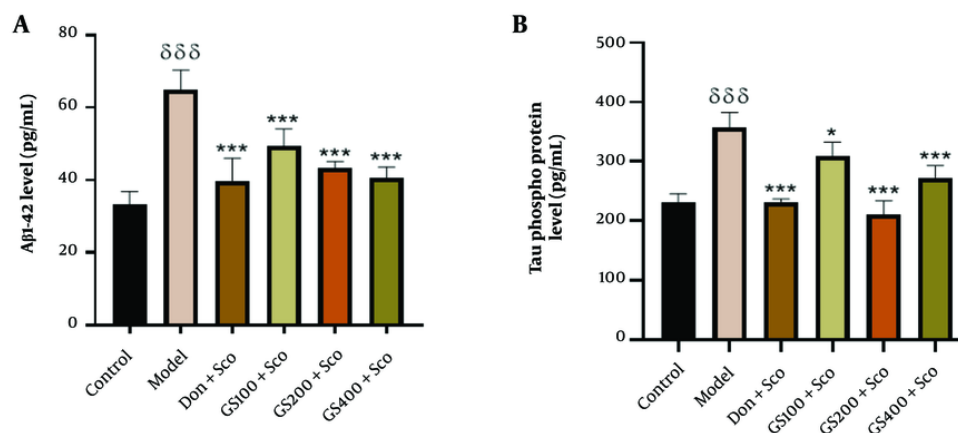 A
Aβ1-42 level (pg/mL)
80
60
40
20
0
δδδ
***
***
***
***
Control
Model
Don + Sco
GS100 + Sco
GS200 + Sco
GS400 + Sco
B
Tau phospho protein
level (pg/mL)
500
400
300
200
100
0
δδδ
***
*
***
***
Control
Model
Don + Sco
GS100 + Sco
GS200 + Sco
GS400 + Sco